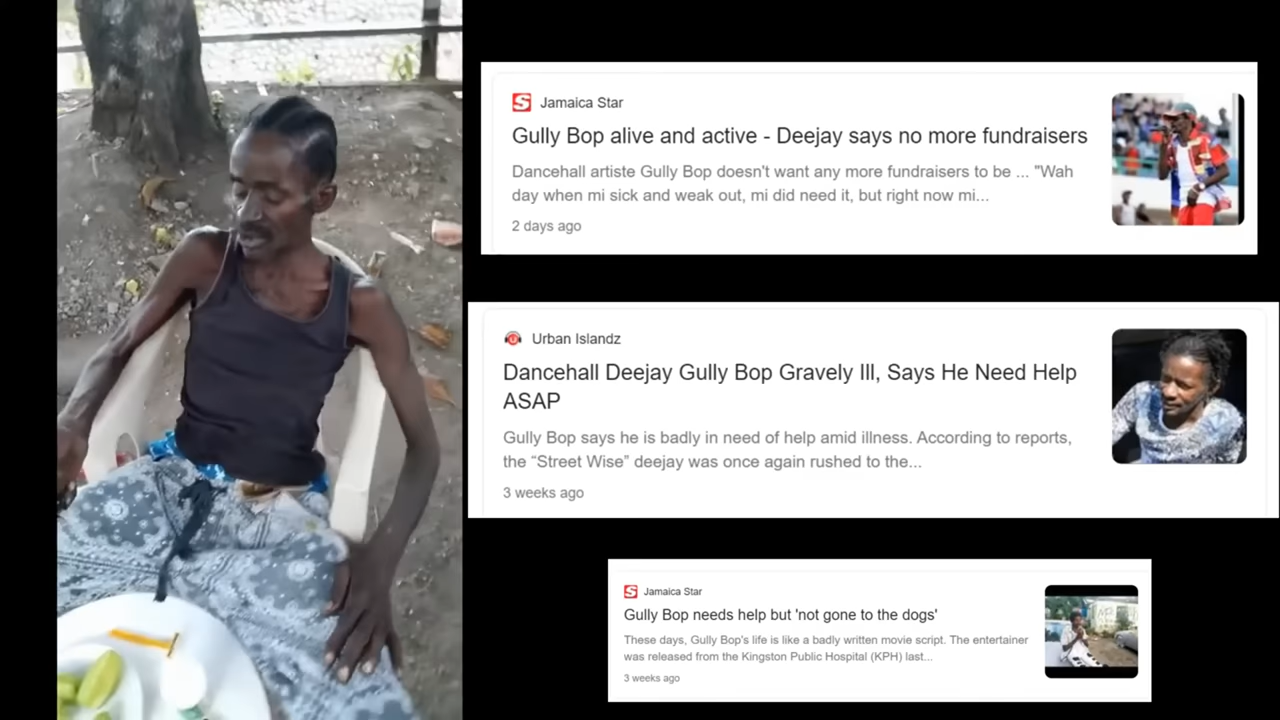 Jamaica Star
Gully Bop alive and active - Deejay says no more fundraisers
Dancehall artiste Gully Bop doesn't want any more fundraisers to be ... "Wah
day when mi sick and weak out, mi did need it, but right now mi...
2 days ago
Urban Islandz
Dancehall Deejay Gully Bop Gravely Ill, Says He Need Help
ASAP
Gully Bop says he is badly in need of help amid illness. According to reports,
the “Street Wise” deejay was once again rushed to the...
3 weeks ago
Jamaica Star
Gully Bop needs help but 'not gone to the dogs'
These days, Gully Bop's life is like a badly written movie script. The entertainer
was released from the Kingston Public Hospital (KPH) last...
3 weeks ago